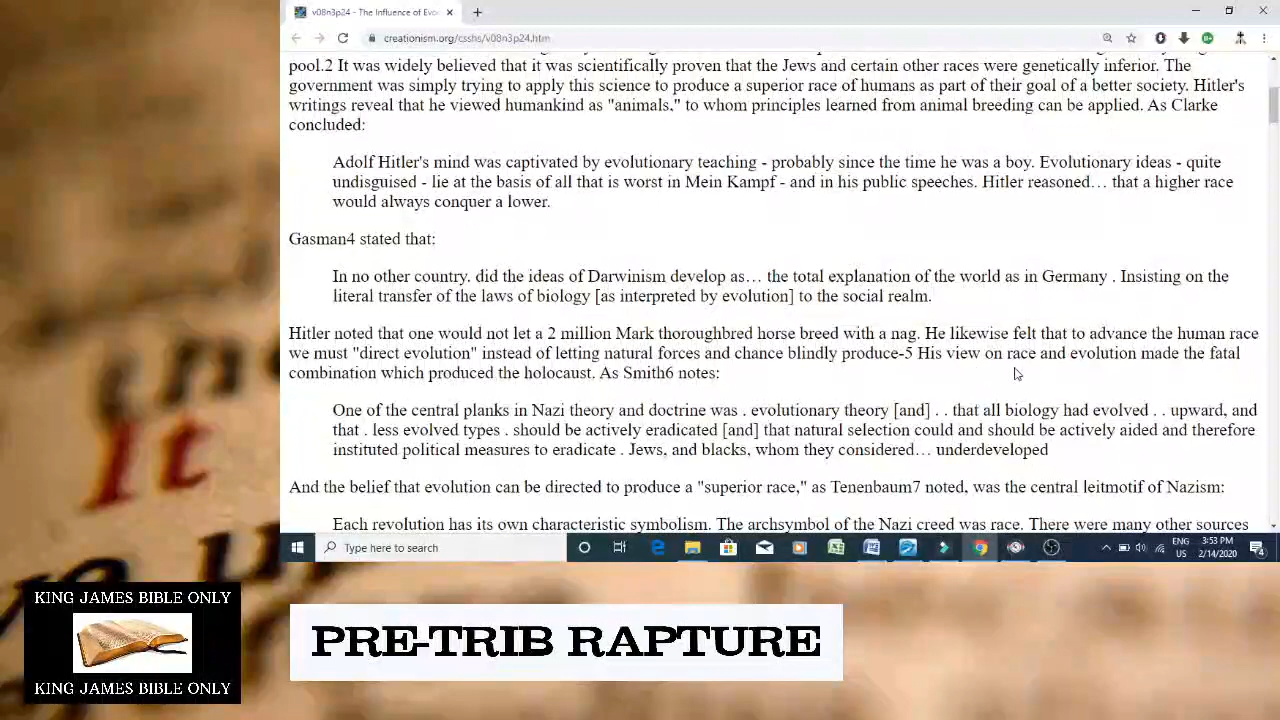 v08n3p24 - The Influence of Evo
creationism.org/csshs/v08n3p24.htm
pool.2 It was widely believed that it was scientifically proven that the Jews and certain other races were genetically inferior. The
government was simply trying to apply this science to produce a superior race of humans as part of their goal of a better society. Hitler's
writings reveal that he viewed humankind as "animals," to whom principles learned from animal breeding can be applied. As Clarke
concluded:
Adolf Hitler's mind was captivated by evolutionary teaching - probably since the time he was a boy. Evolutionary ideas - quite
undisguised - lie at the basis of all that is worst in Mein Kampf - and in his public speeches. Hitler reasoned… that a higher race
would always conquer a lower.
Gasman4 stated that:
In no other country. did the ideas of Darwinism develop as… the total explanation of the world as in Germany . Insisting on the
literal transfer of the laws of biology [as interpreted by evolution] to the social realm.
Hitler noted that one would not let a 2 million Mark thoroughbred horse breed with a nag. He likewise felt that to advance the human race
we must "direct evolution" instead of letting natural forces and chance blindly produce-5 His view on race and evolution made the fatal
combination which produced the holocaust. As Smith6 notes:
One of the central planks in Nazi theory and doctrine was . evolutionary theory [and] . . that all biology had evolved . . upward, and
that . less evolved types . should be actively eradicated [and] that natural selection could and should be actively aided and therefore
instituted political measures to eradicate . Jews, and blacks, whom they considered… underdeveloped
And the belief that evolution can be directed to produce a "superior race," as Tenenbaum7 noted, was the central leitmotif of Nazism:
Each revolution has its own characteristic symbolism. The archsymbol of the Nazi creed was race. There were many other sources
Type here to search
ENG
US
3:53 PM
2/14/2020
4
It
KING JAMES BIBLE ONLY
KING JAMES BIBLE ONLY
PRE-TRIB RAPTURE